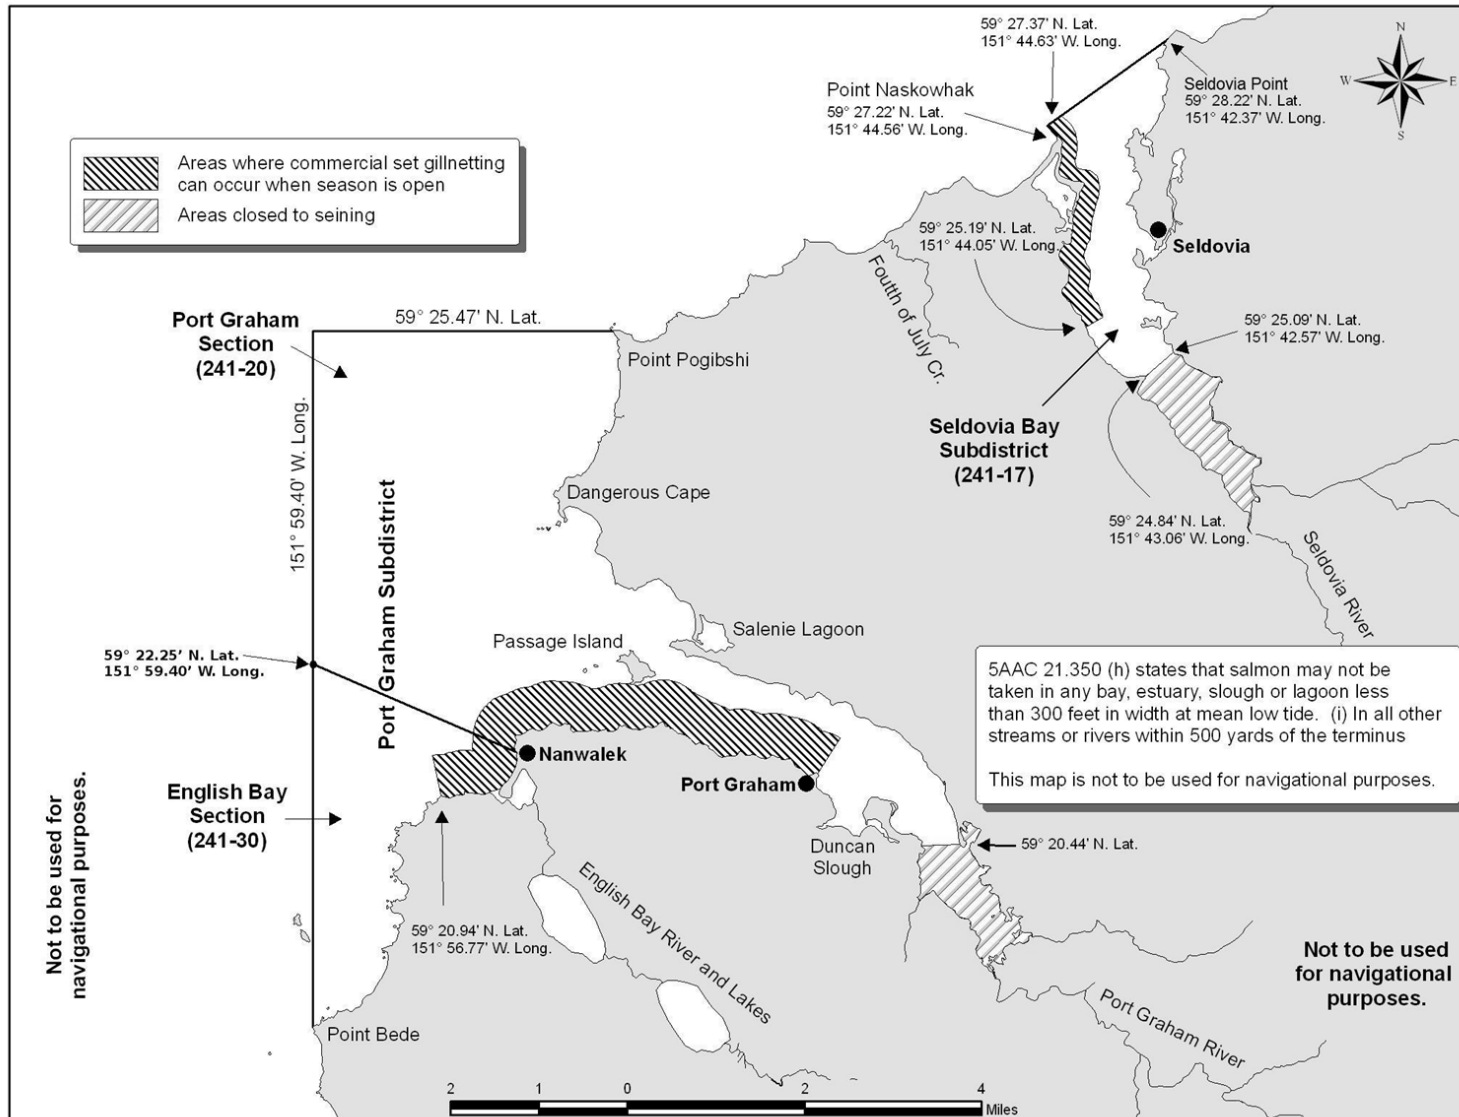 59° 27.37' N. Lat.
151° 44.63' W. Long.
N
W
E
S
Point Naskowhak
59° 27.22' N. Lat.
151° 44.56' W. Long.
Seldovia Point
59° 28.22' N. Lat.
151° 42.37' W. Long.
Areas where commercial set gillnetting
can occur when season is open
Areas closed to seining
59° 25.19' N. Lat.
151° 44.05' W. Long.
Seldovia
Foutth of July Cr.
Port Graham
Section
(241-20)
59° 25.47' N. Lat.
Point Pogibshi
59° 25.09' N. Lat.
151° 42.57' W. Long.
151° 59.40' W. Long.
Port Graham Subdistrict
Seldovia Bay
Subdistrict
(241-17)
Dangerous Cape
59° 24.84' N. Lat.
151° 43.06' W. Long.
Seldovia River
Passage Island
Salenie Lagoon
59° 22.25' N. Lat.
151° 59.40' W. Long.
5AAC 21.350 (h) states that salmon may not be
taken in any bay, estuary, slough or lagoon less
than 300 feet in width at mean low tide. (i) In all other
streams or rivers within 500 yards of the terminus
This map is not to be used for navigational purposes.
Nanwalek
Port Graham
English Bay
Section
(241-30)
Not to be used for
navigational purposes.
Duncan
Slough
59° 20.44' N. Lat.
59° 20.94' N. Lat.
151° 56.77' W. Long.
English Bay River and Lakes
Not to be used
for navigational
purposes.
Port Graham River
Point Bede
2 1 0 2 4
Miles